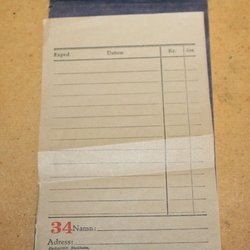 Exped. Datum Kr. öre
34 Namn:
Adress: